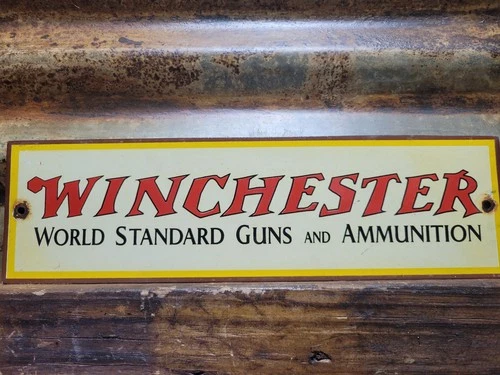 WINCHESTER
WORLD STANDARD GUNS AND AMMUNITION